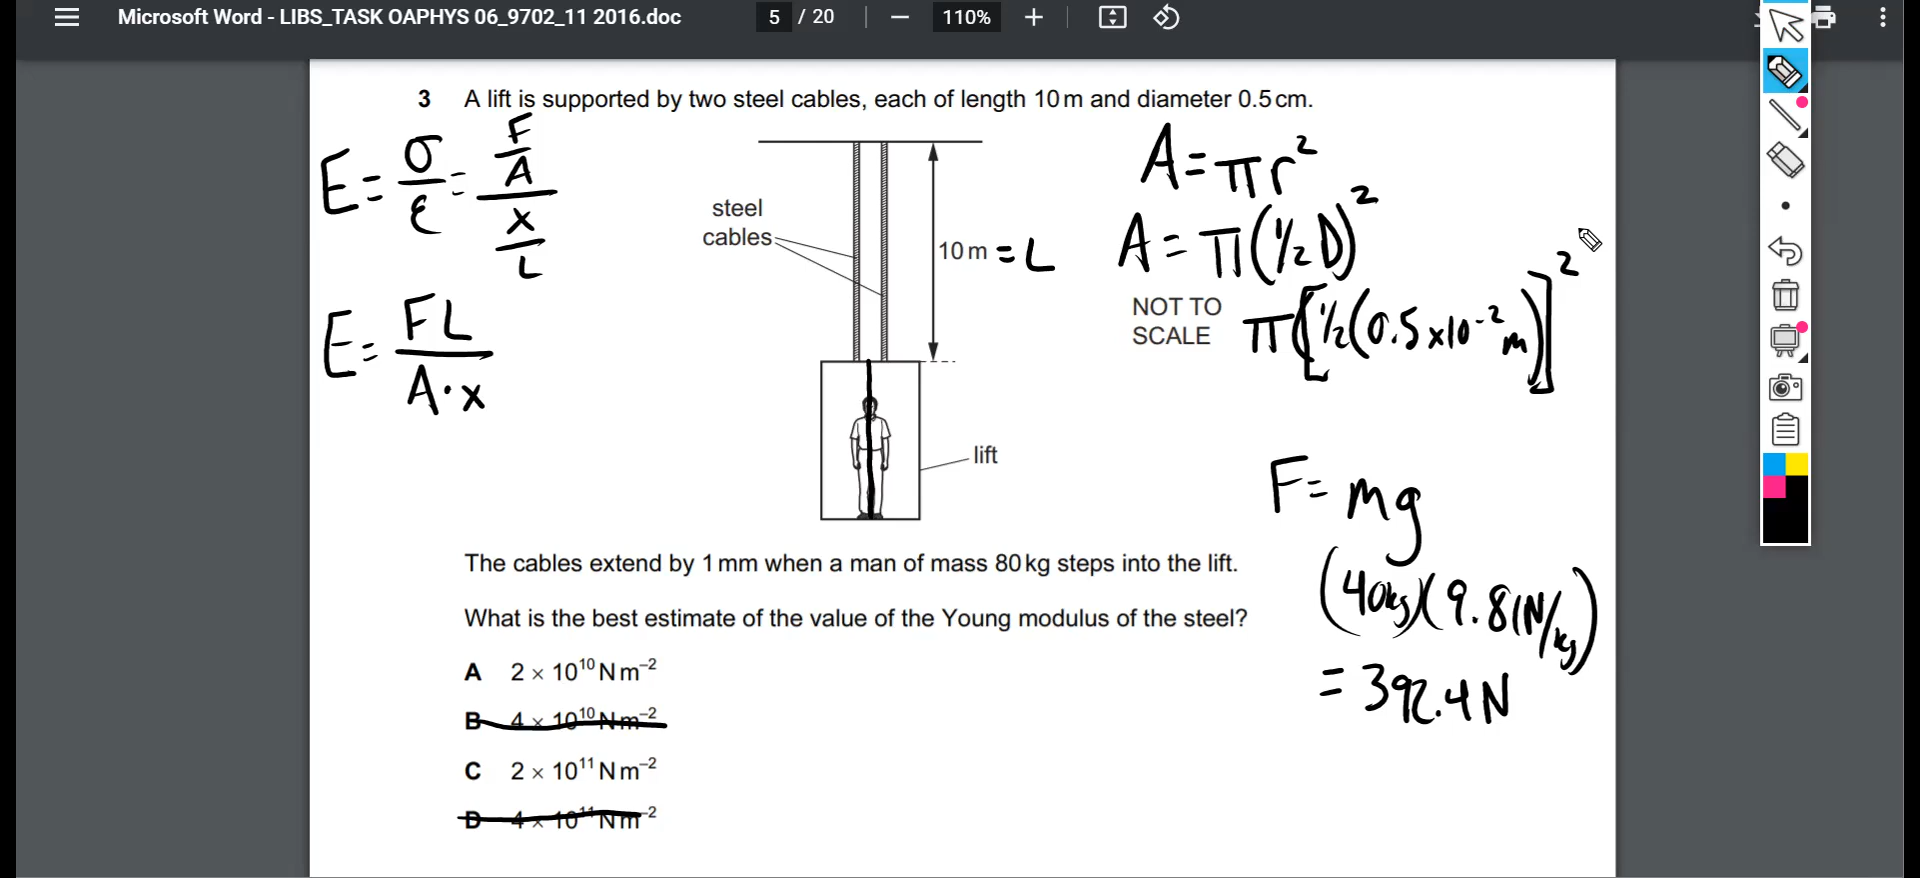 Microsoft Word - LIBS_TASK OAPHYS 06_9702_11 2016.doc 5 / 20 110%
3 A lift is supported by two steel cables, each of length 10 m and diameter 0.5 cm.
E = σ/ε = (F/A)/(x/L)
E = FL/(A·x)
steel
cables
10 m = L
NOT TO
SCALE
lift
A = πr²
A = π(½D)²
π[½(0.5×10⁻²m)]²
F = mg
(40kg)(9.81N/kg)
= 392.4N
The cables extend by 1 mm when a man of mass 80 kg steps into the lift.
What is the best estimate of the value of the Young modulus of the steel?
A 2 × 10¹⁰ N m⁻²
B 4 × 10¹⁰ N m⁻²
C 2 × 10¹¹ N m⁻²
D 4 × 10¹¹ N m⁻²